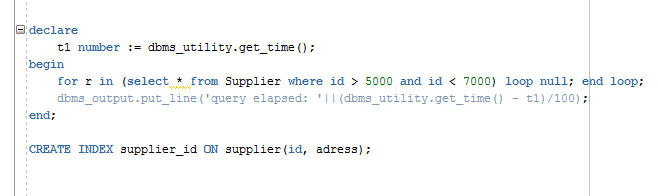 declare
t1 number := dbms_utility.get_time();
begin
for r in (select * from Supplier where id > 5000 and id < 7000) loop null; end loop;
dbms_output.put_line('query elapsed: '||(dbms_utility.get_time() - t1)/100);
end;
CREATE INDEX supplier_id ON supplier(id, adress);